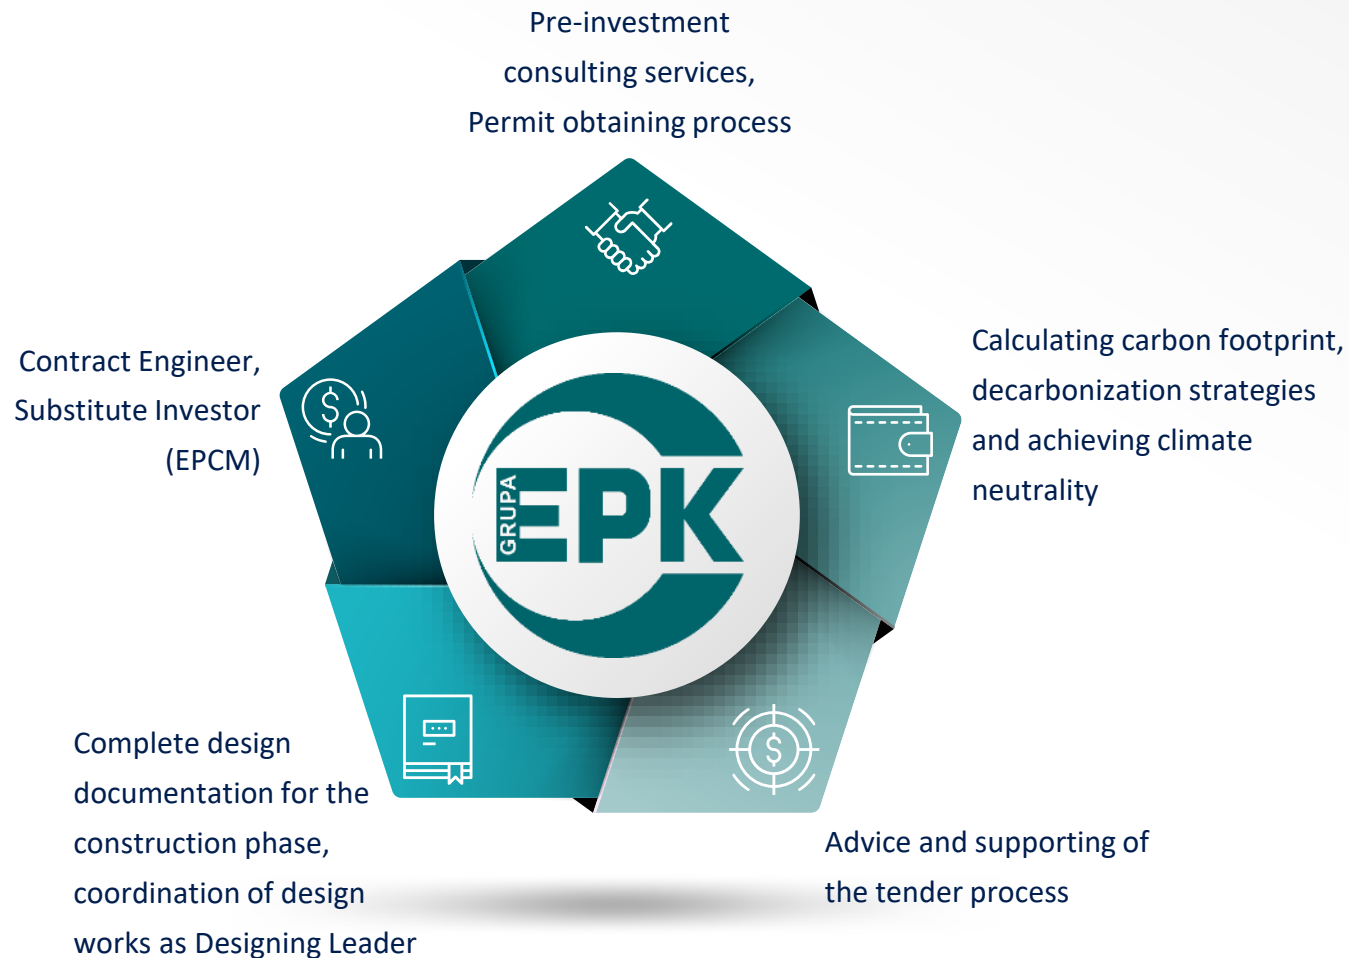 Pre-investment
consulting services,
Permit obtaining process
Contract Engineer,
Substitute Investor
(EPCM)
Calculating carbon footprint,
decarbonization strategies
and achieving climate
neutrality
GRUPA
EPK
$
$
Complete design
documentation for the
construction phase,
coordination of design
works as Designing Leader
Advice and supporting of
the tender process